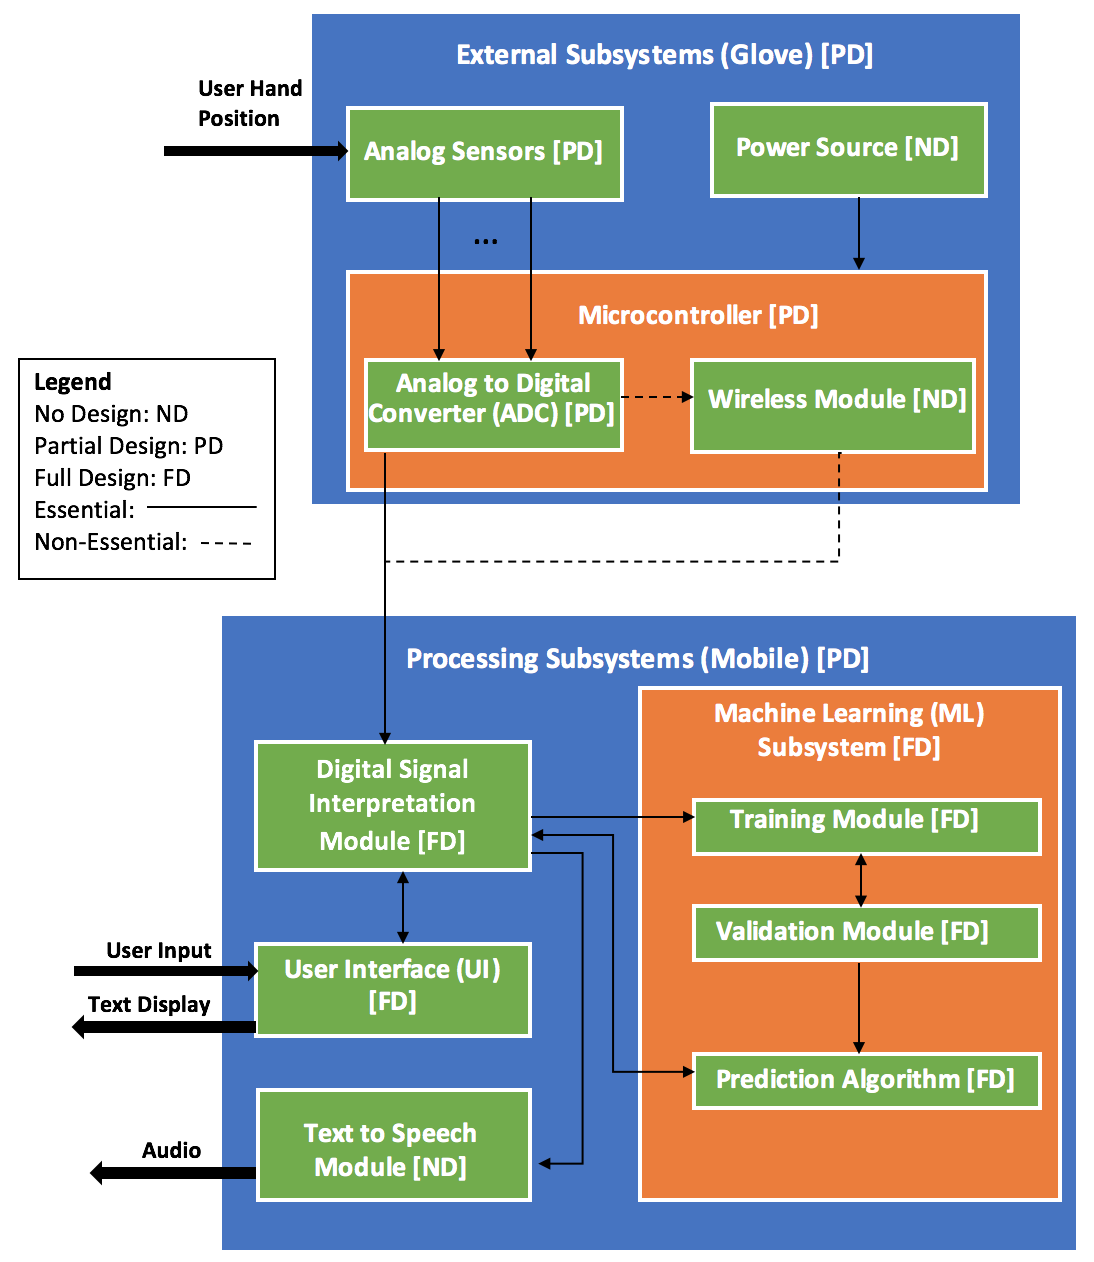 External Subsystems (Glove) [PD]
User Hand
Position
Analog Sensors [PD]
Power Source [ND]
...
Microcontroller [PD]
Analog to Digital
Converter (ADC) [PD]
Wireless Module [ND]
Legend
No Design: ND
Partial Design: PD
Full Design: FD
Essential:
Non-Essential:
Processing Subsystems (Mobile) [PD]
Machine Learning (ML)
Subsystem [FD]
Digital Signal
Interpretation
Module [FD]
Training Module [FD]
Validation Module [FD]
User Input
User Interface (UI)
[FD]
Text Display
Prediction Algorithm [FD]
Text to Speech
Module [ND]
Audio